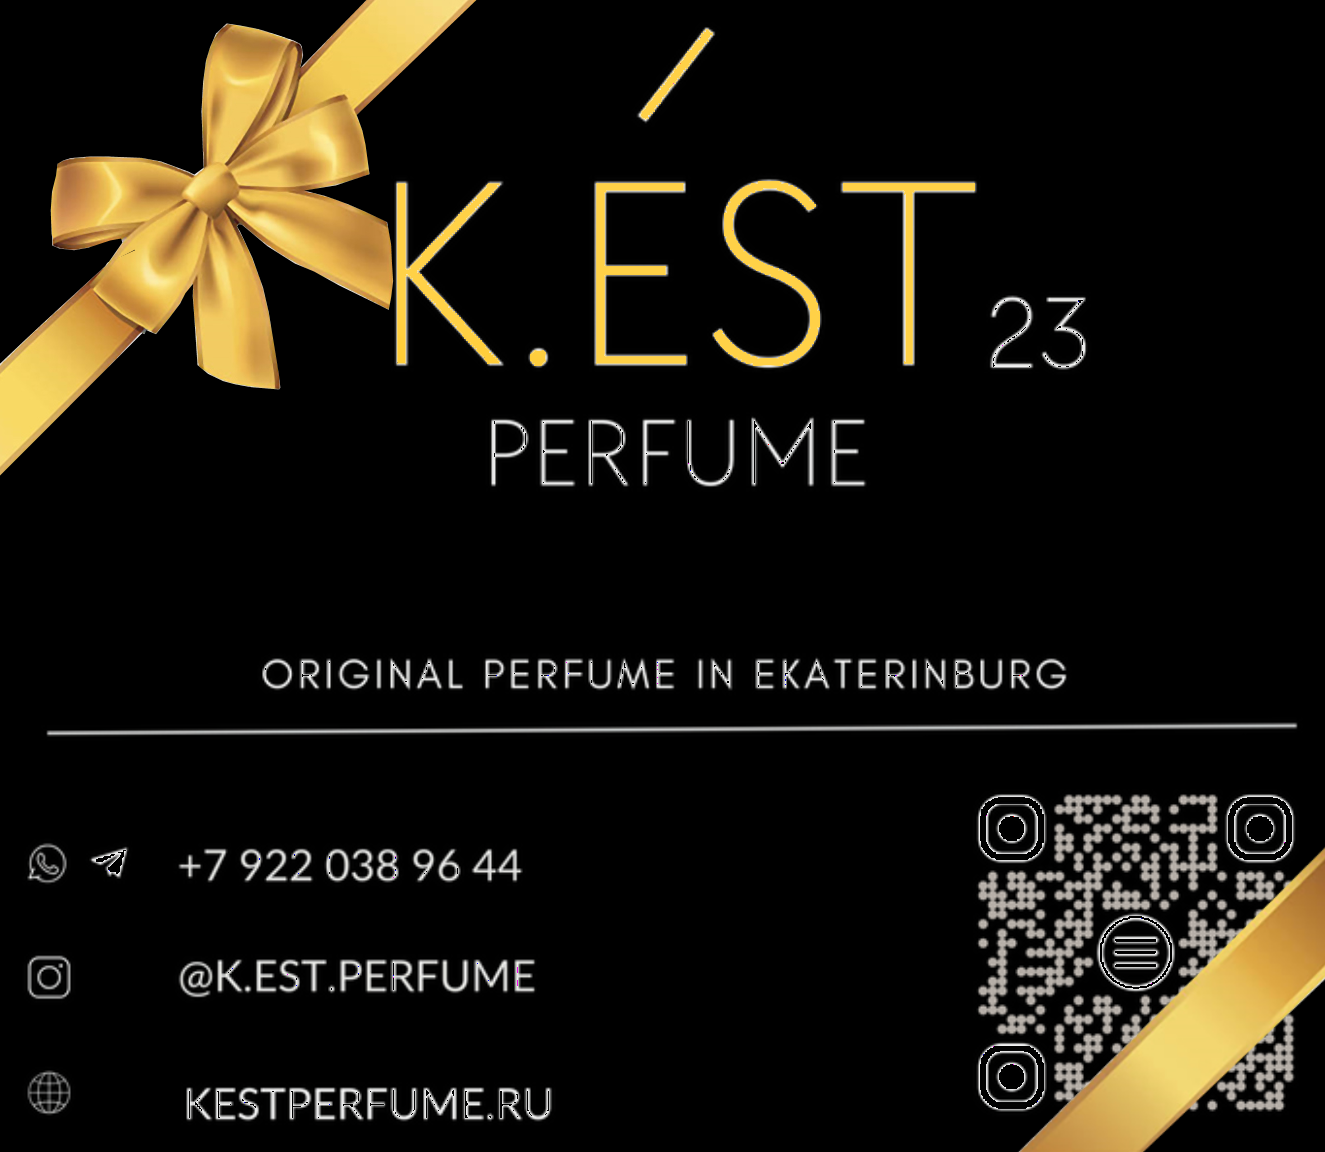 K.ÉST 23
PERFUME
ORIGINAL PERFUME IN EKATERINBURG
+7 922 038 96 44
@K.EST.PERFUME
KESTPERFUME.RU